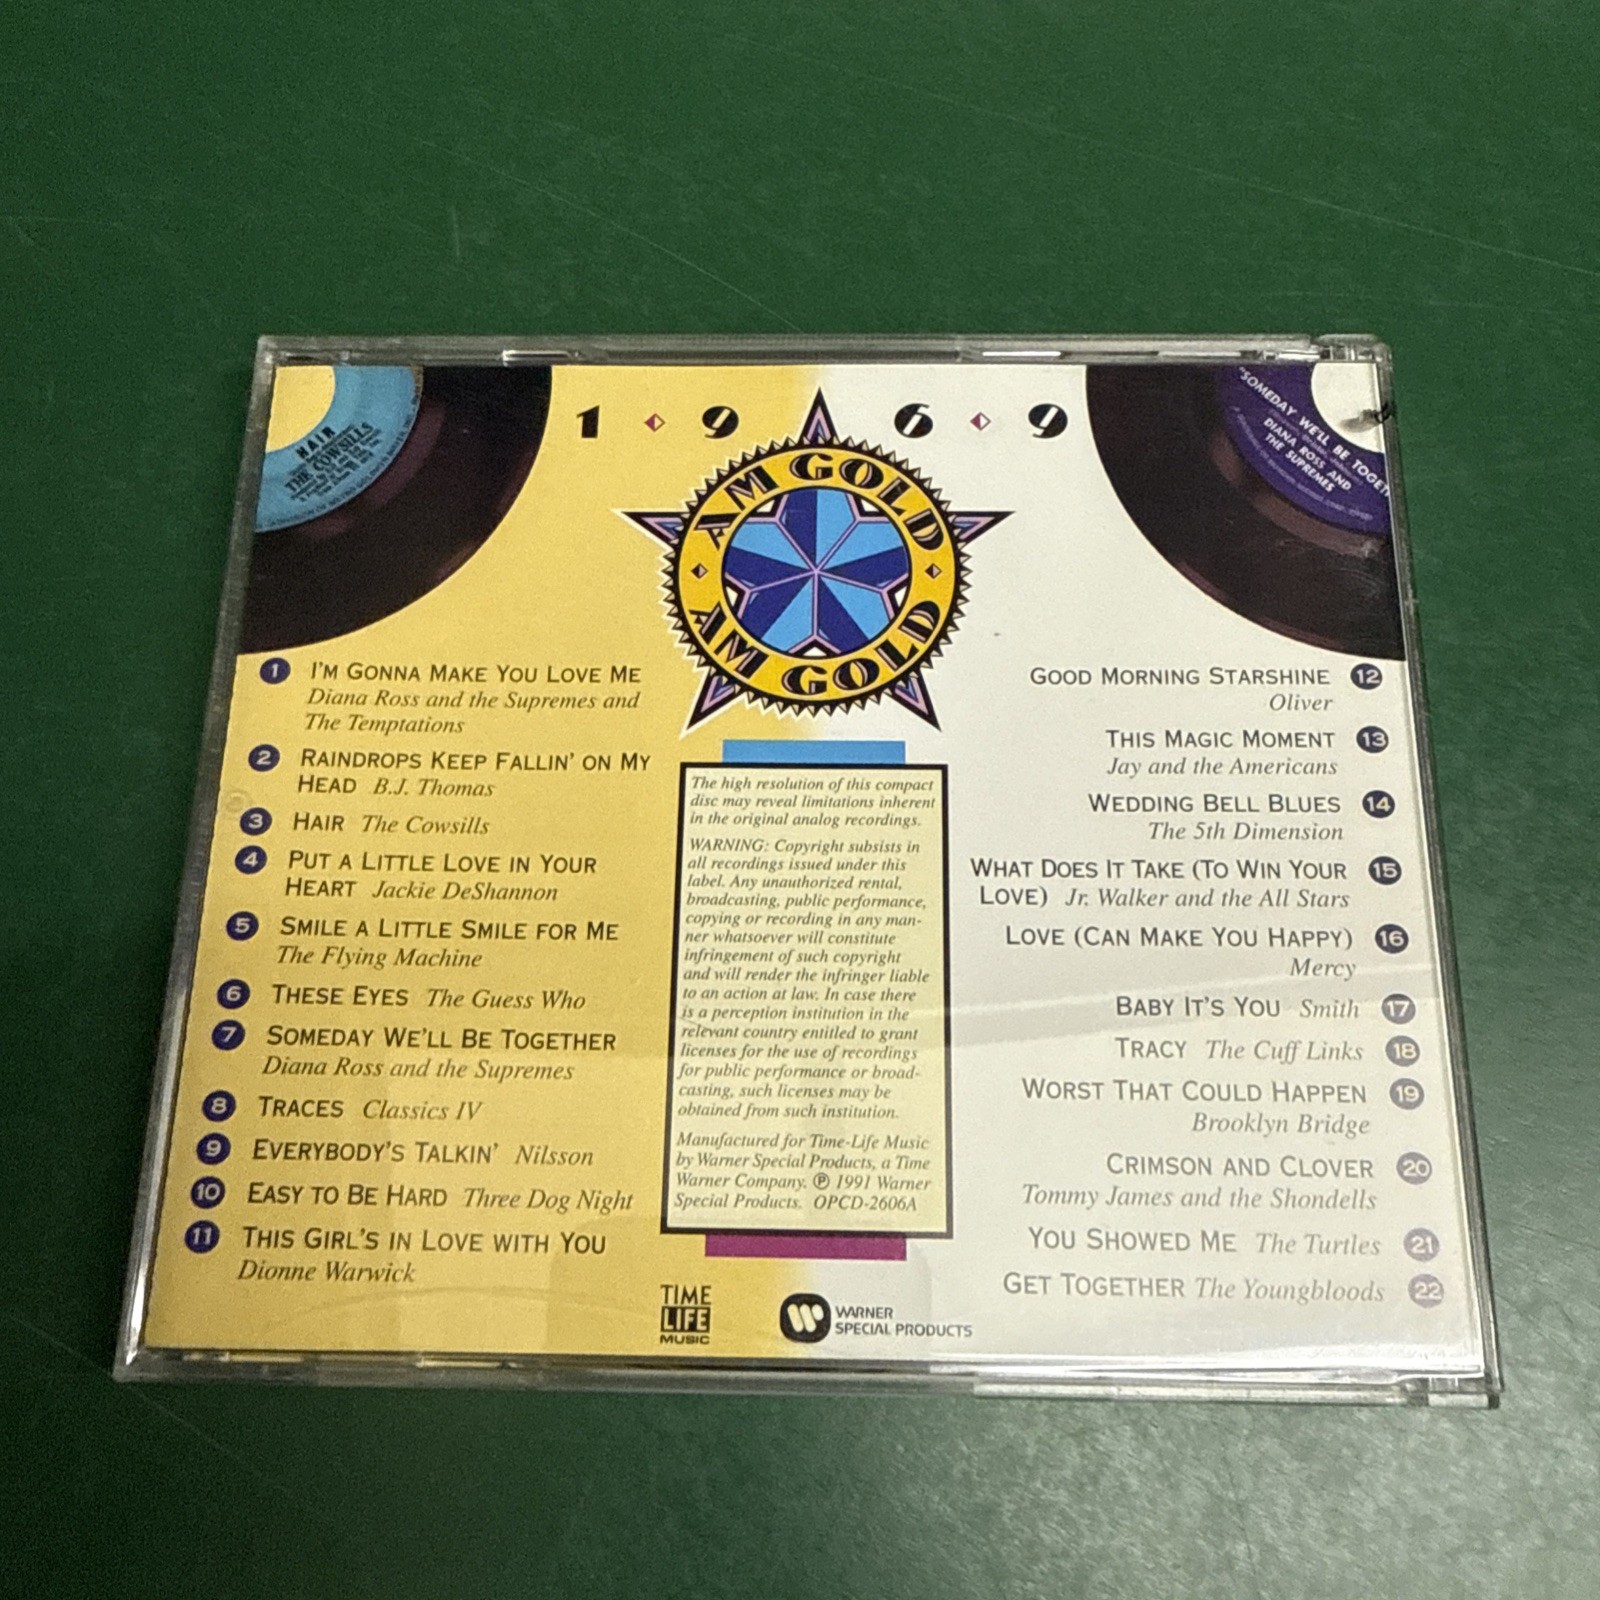 1 9 6 9
AM GOLD
AM GOLD
HAIR
THE COWSILLS
"SOMEDAY WE'LL BE TOGETH
DIANA ROSS AND
THE SUPREMES
1 I'M GONNA MAKE YOU LOVE ME
Diana Ross and the Supremes and
The Temptations
2 RAINDROPS KEEP FALLIN' ON MY
HEAD B.J. Thomas
3 HAIR The Cowsills
4 PUT A LITTLE LOVE IN YOUR
HEART Jackie DeShannon
5 SMILE A LITTLE SMILE FOR ME
The Flying Machine
6 THESE EYES The Guess Who
7 SOMEDAY WE'LL BE TOGETHER
Diana Ross and the Supremes
8 TRACES Classics IV
9 EVERYBODY'S TALKIN' Nilsson
10 EASY TO BE HARD Three Dog Night
11 THIS GIRL'S IN LOVE WITH YOU
Dionne Warwick
The high resolution of this compact
disc may reveal limitations inherent
in the original analog recordings.
WARNING: Copyright subsists in
all recordings issued under this
label. Any unauthorized rental,
broadcasting, public performance,
copying or recording in any man-
ner whatsoever will constitute
infringement of such copyright
and will render the infringer liable
to an action at law. In case there
is a perception institution in the
relevant country entitled to grant
licenses for the use of recordings
for public performance or broad-
casting, such licenses may be
obtained from such institution.
Manufactured for Time-Life Music
by Warner Special Products, a Time
Warner Company. ℗ 1991 Warner
Special Products. OPCD-2606A
TIME
LIFE
MUSIC
WARNER
SPECIAL PRODUCTS
GOOD MORNING STARSHINE 12
Oliver
THIS MAGIC MOMENT 13
Jay and the Americans
WEDDING BELL BLUES 14
The 5th Dimension
WHAT DOES IT TAKE (TO WIN YOUR 15
LOVE) Jr. Walker and the All Stars
LOVE (CAN MAKE YOU HAPPY) 16
Mercy
BABY IT'S YOU Smith 17
TRACY The Cuff Links 18
WORST THAT COULD HAPPEN 19
Brooklyn Bridge
CRIMSON AND CLOVER 20
Tommy James and the Shondells
YOU SHOWED ME The Turtles 21
GET TOGETHER The Youngbloods 22